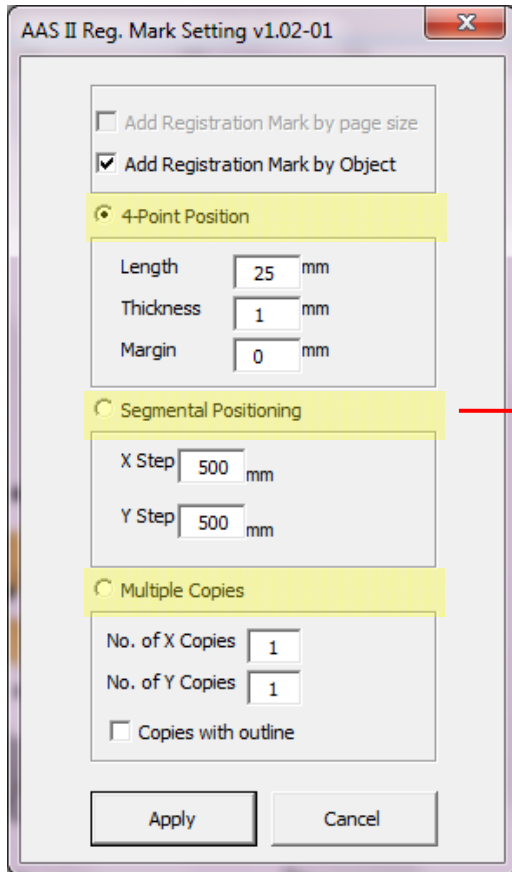 AAS II Reg. Mark Setting v1.02-01
Add Registration Mark by page size
Add Registration Mark by Object
4-Point Position
Length 25 mm
Thickness 1 mm
Margin 0 mm
Segmental Positioning
X Step 500 mm
Y Step 500 mm
Multiple Copies
No. of X Copies 1
No. of Y Copies 1
Copies with outline
Apply Cancel